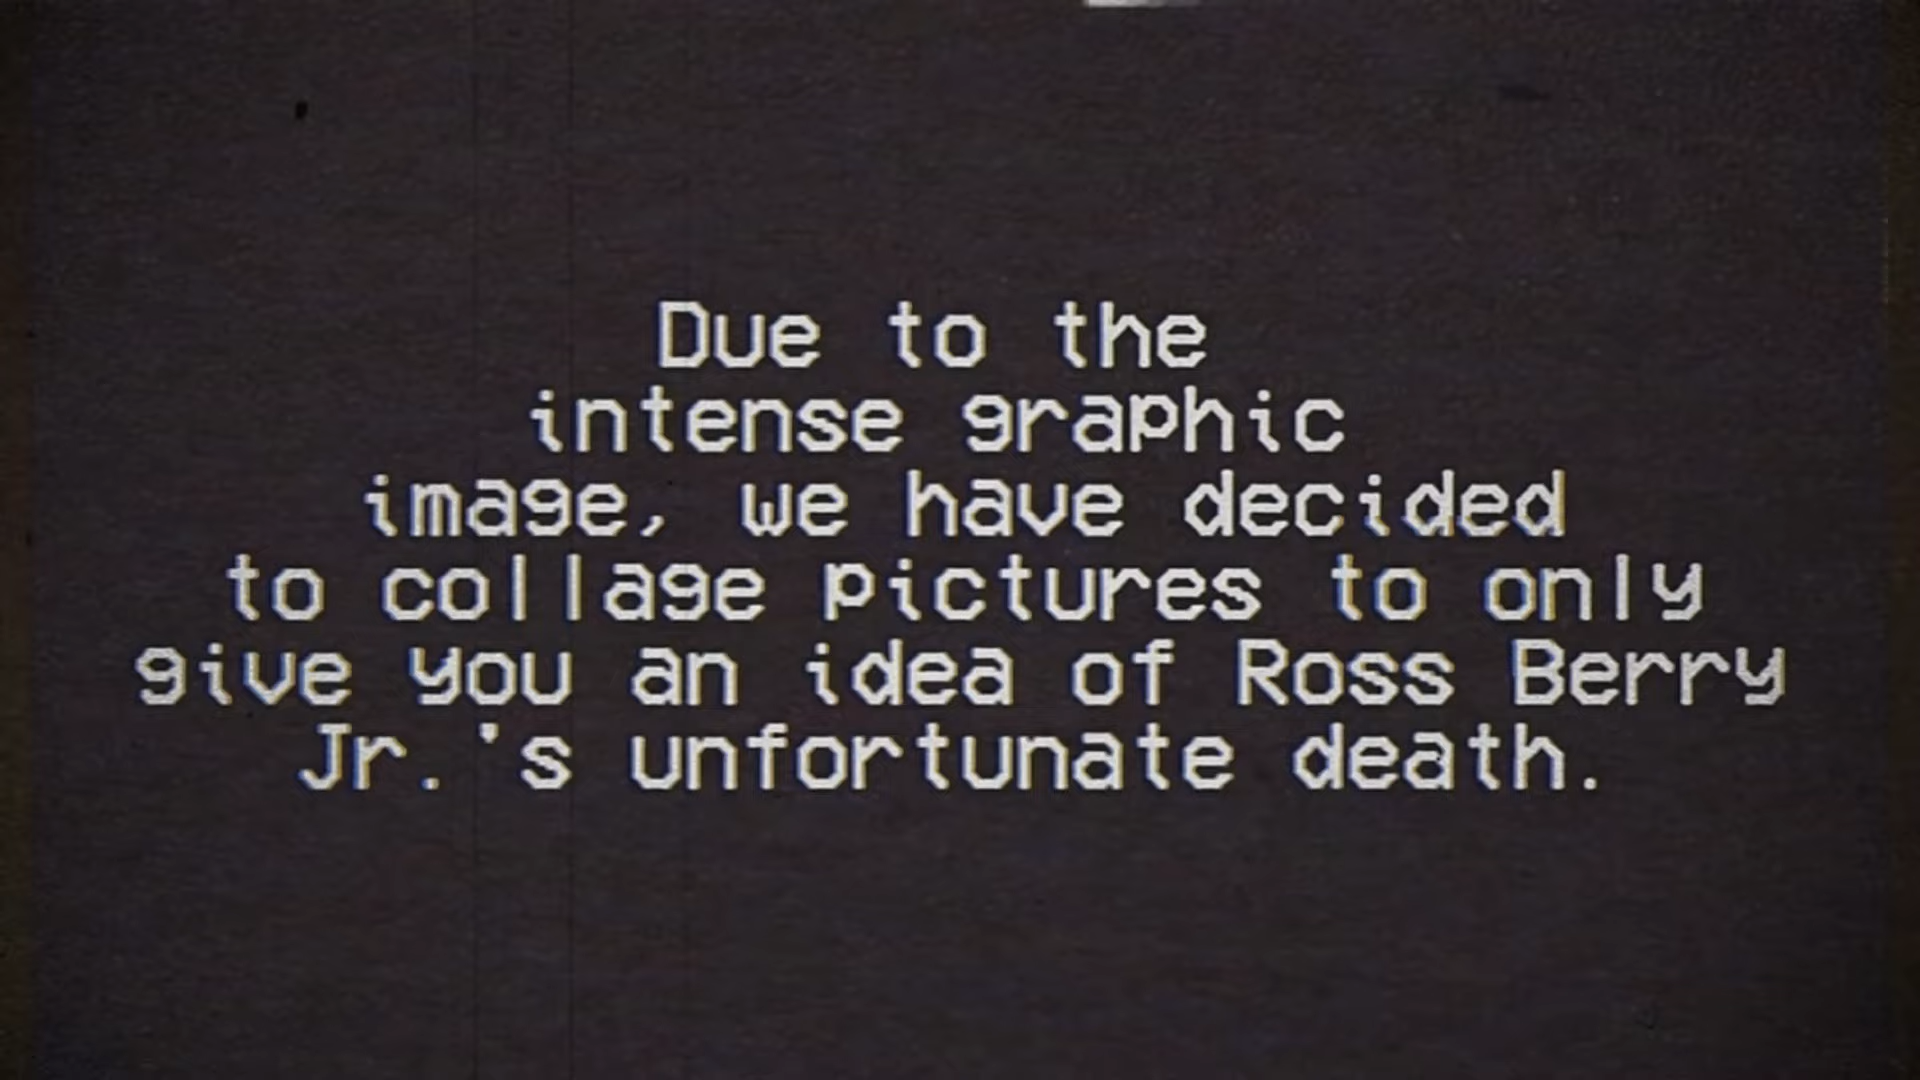 Due to the
intense graphic
image, we have decided
to collage pictures to only
give you an idea of Ross Berry
Jr.'s unfortunate death.